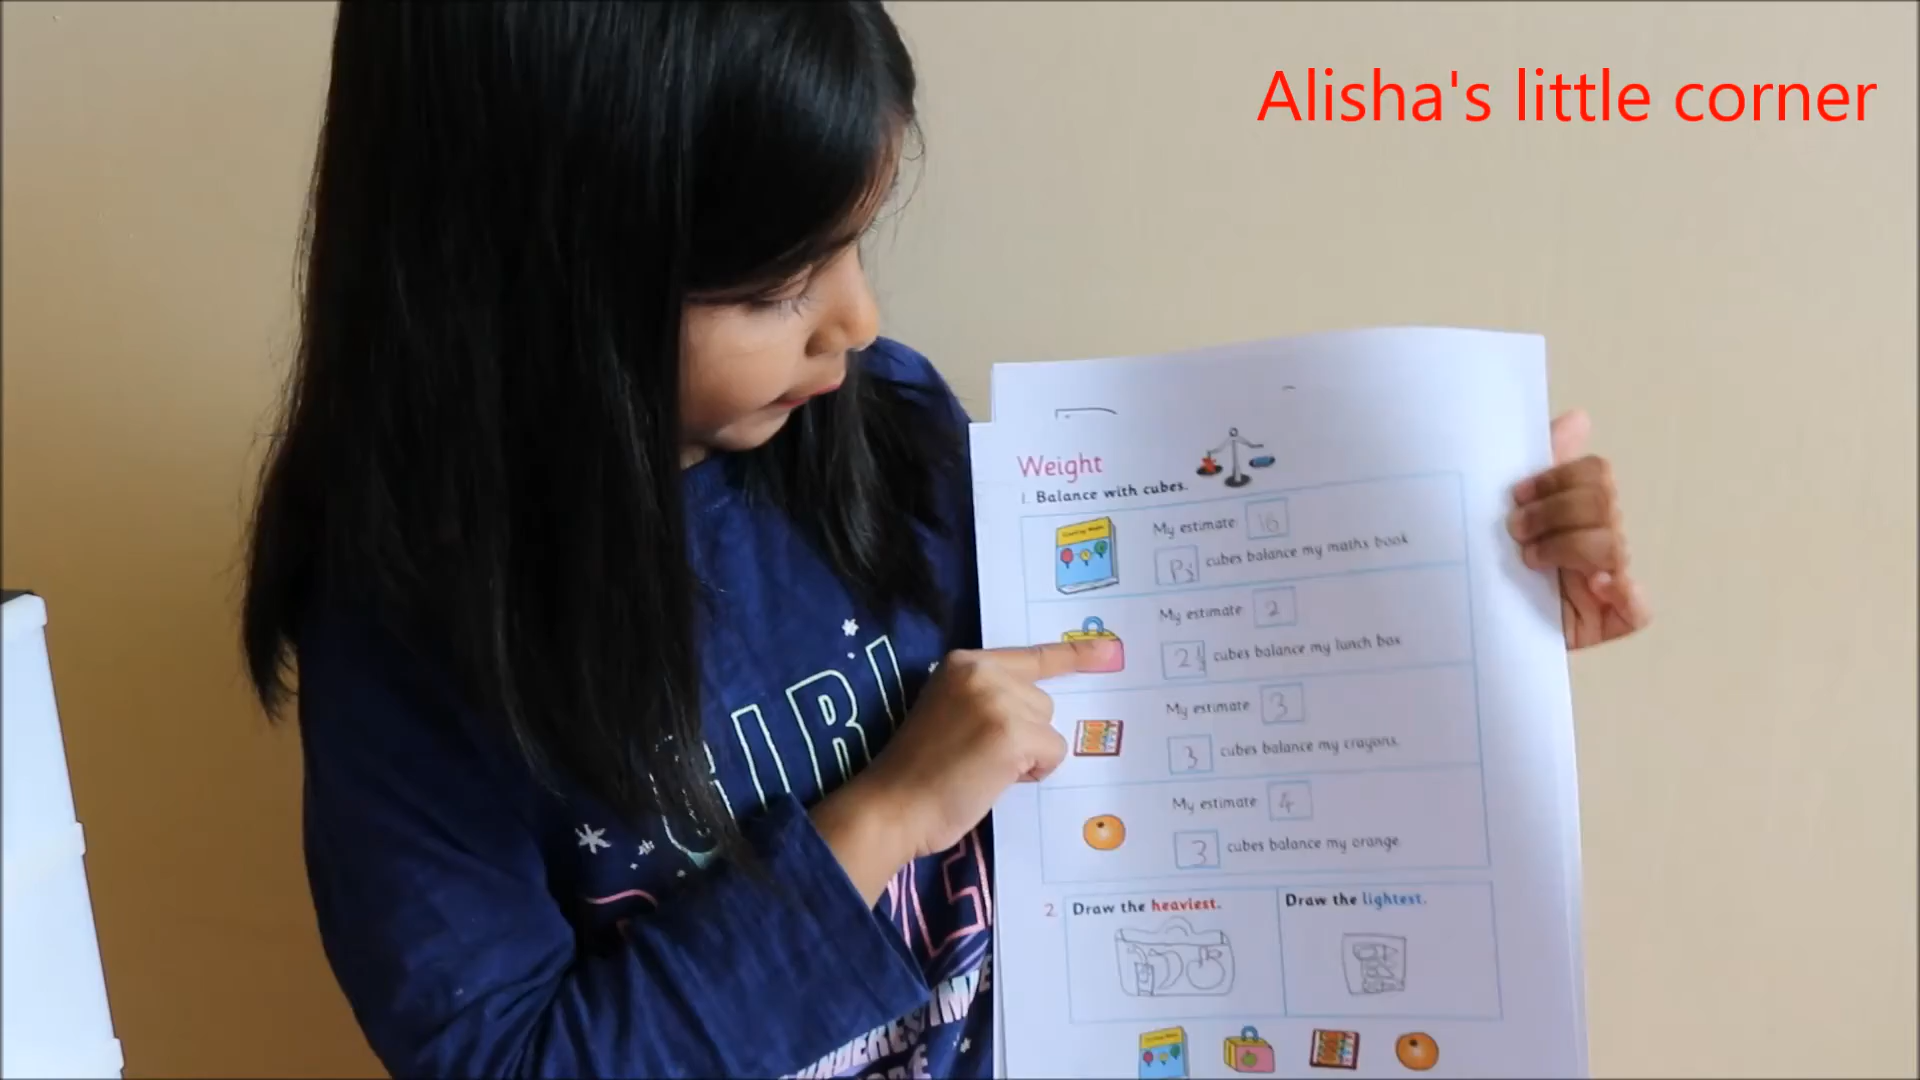 Alisha's little corner
Weight
1. Balance with cubes.
My estimate 16
cubes balance my maths book
My estimate 2
cubes balance my lunch box
My estimate 3
3 cubes balance my crayons.
My estimate 4
3 cubes balance my orange
2. Draw the heaviest.
Draw the lightest.
GIRL